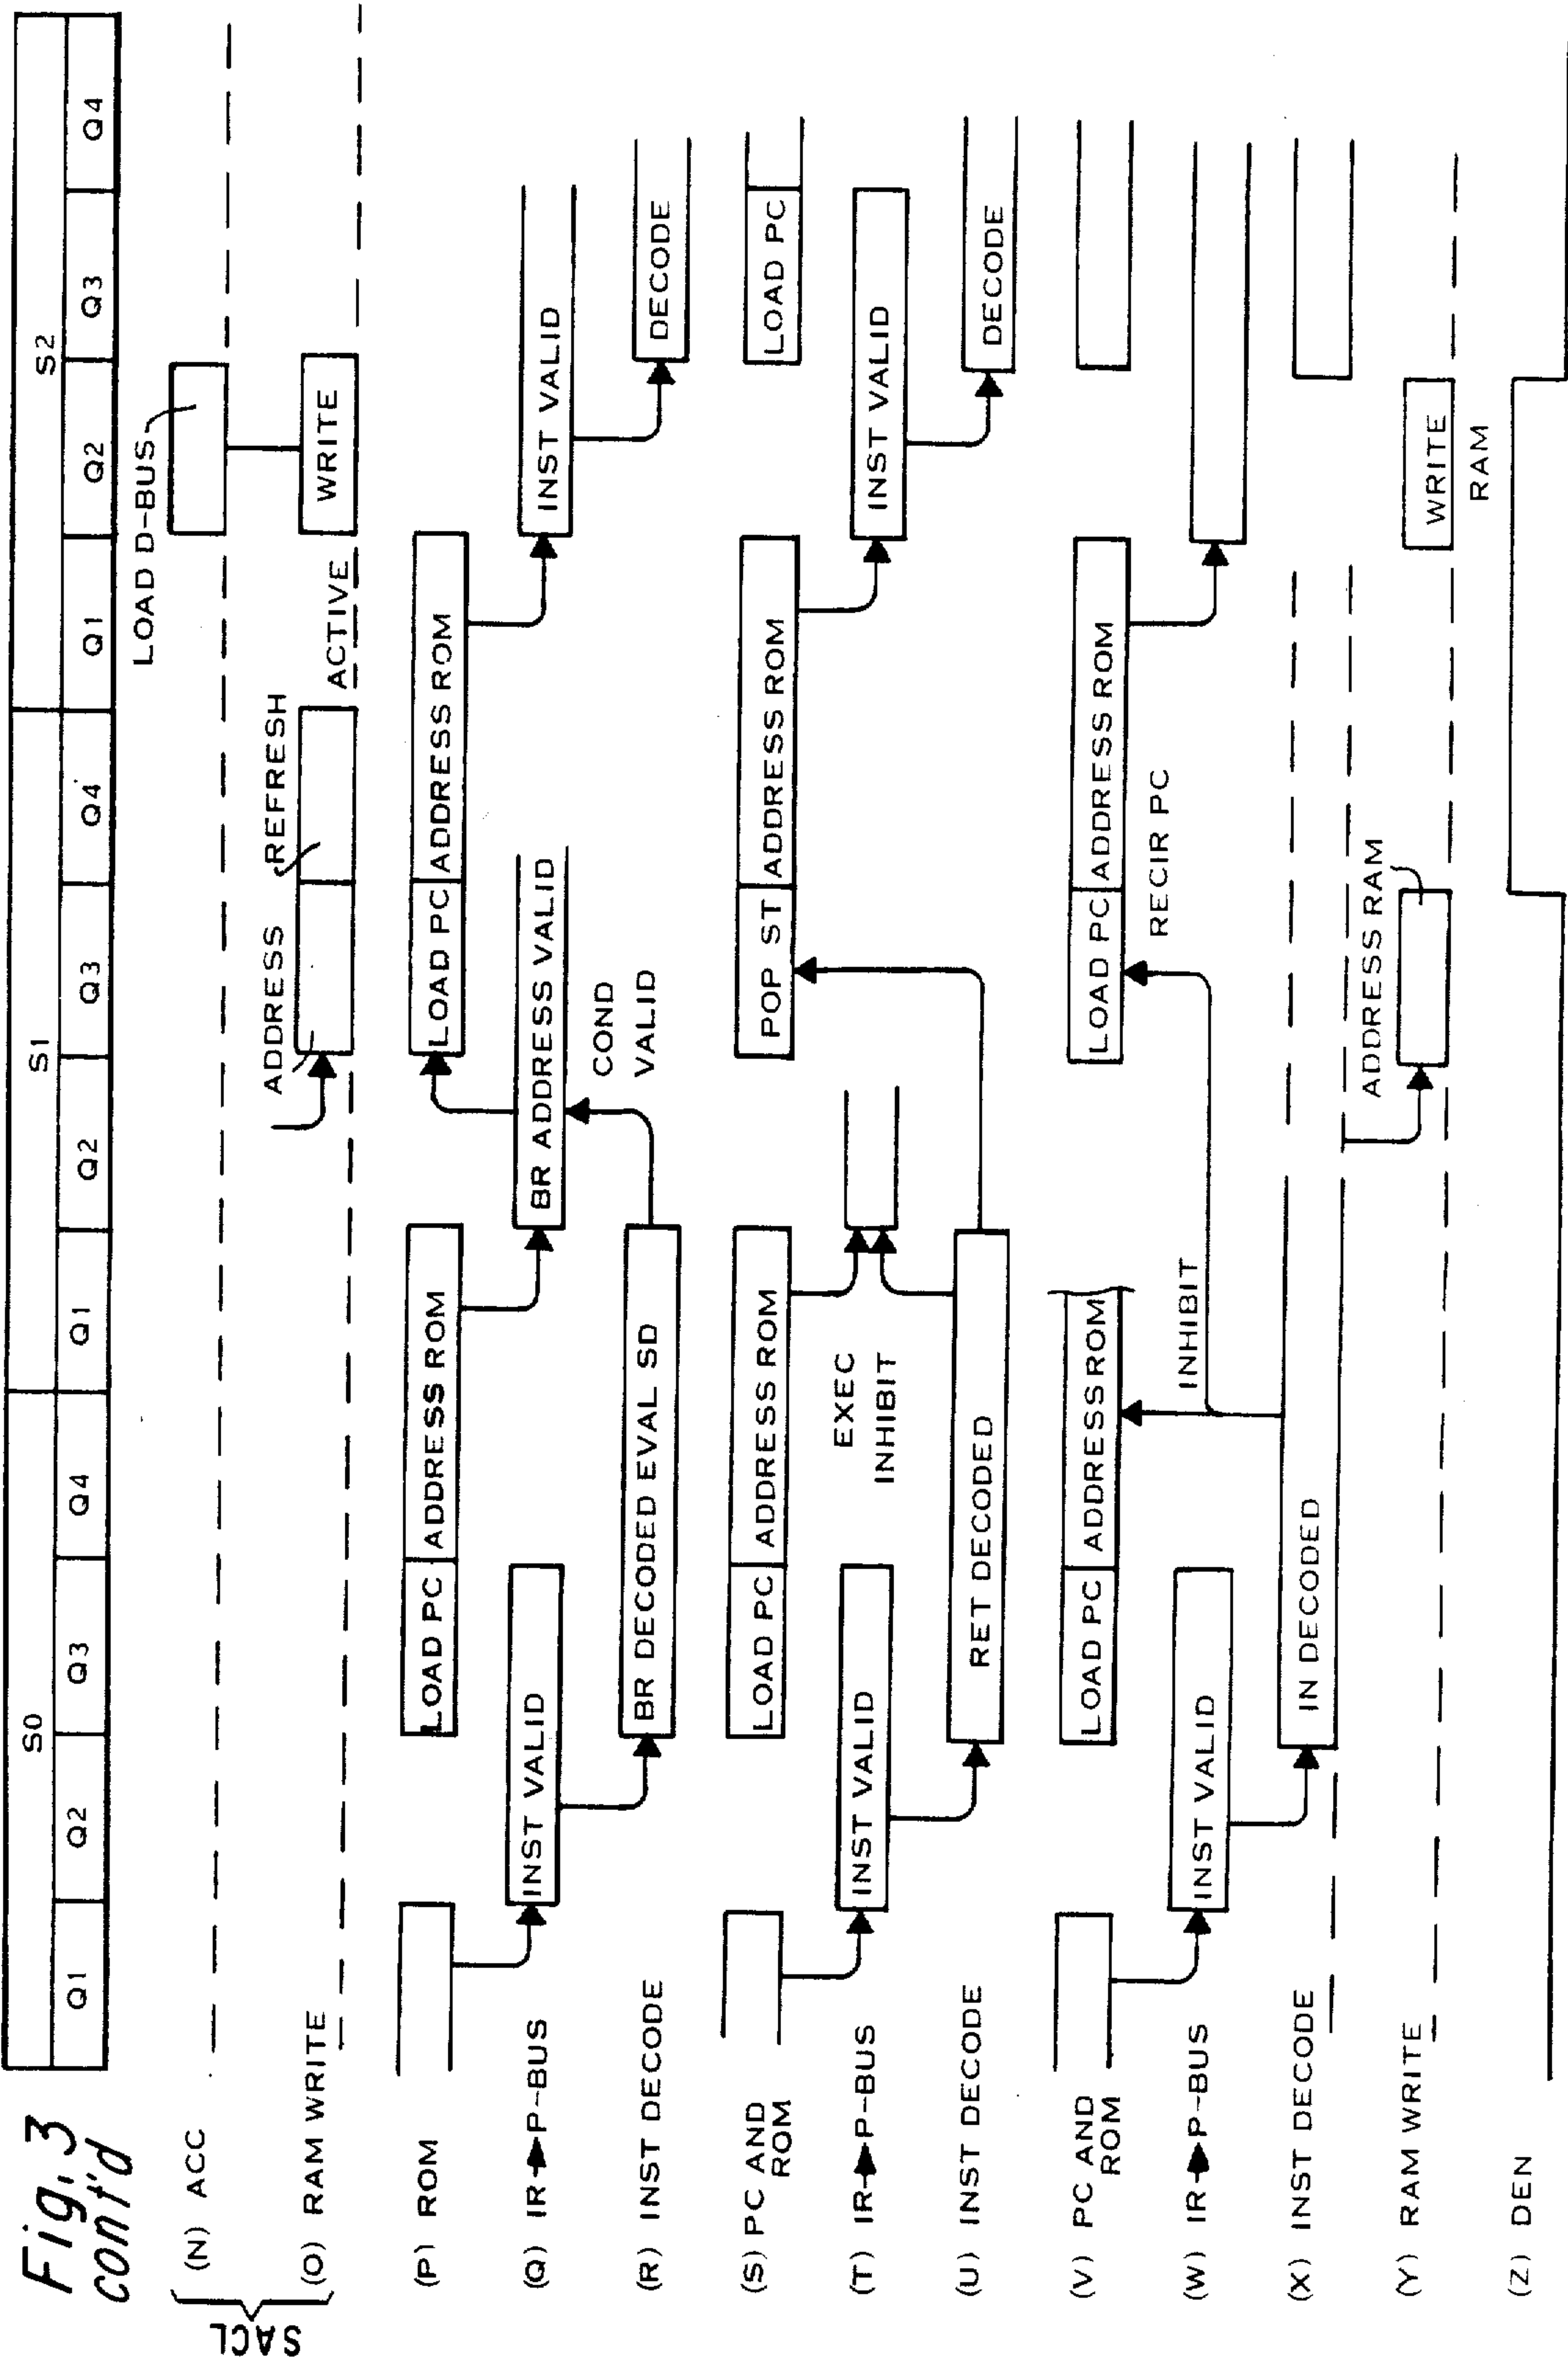 Fig. 3
cont'd
S0 S1 S2
Q1 Q2 Q3 Q4 Q1 Q2 Q3 Q4 Q1 Q2 Q3 Q4
SACL
(N) ACC
LOAD D-BUS
(O) RAM WRITE
ADDRESS
REFRESH
ACTIVE
WRITE
(P) ROM
LOAD PC ADDRESS ROM LOAD PC ADDRESS ROM
(Q) IR→P-BUS
INST VALID BR ADDRESS VALID INST VALID
COND
VALID
(R) INST DECODE
BR DECODED EVAL SD DECODE
(S) PC AND
ROM
LOAD PC ADDRESS ROM POP ST ADDRESS ROM LOAD PC
(T) IR→P-BUS
INST VALID INST VALID
EXEC
INHIBIT
(U) INST DECODE
RET DECODED DECODE
(V) PC AND
ROM
LOAD PC ADDRESS ROM LOAD PC ADDRESS ROM
RECIR PC
(W) IR→P-BUS
INST VALID
INHIBIT
(X) INST DECODE
IN DECODED
(Y) RAM WRITE
ADDRESS RAM
WRITE
RAM
(Z) DEN